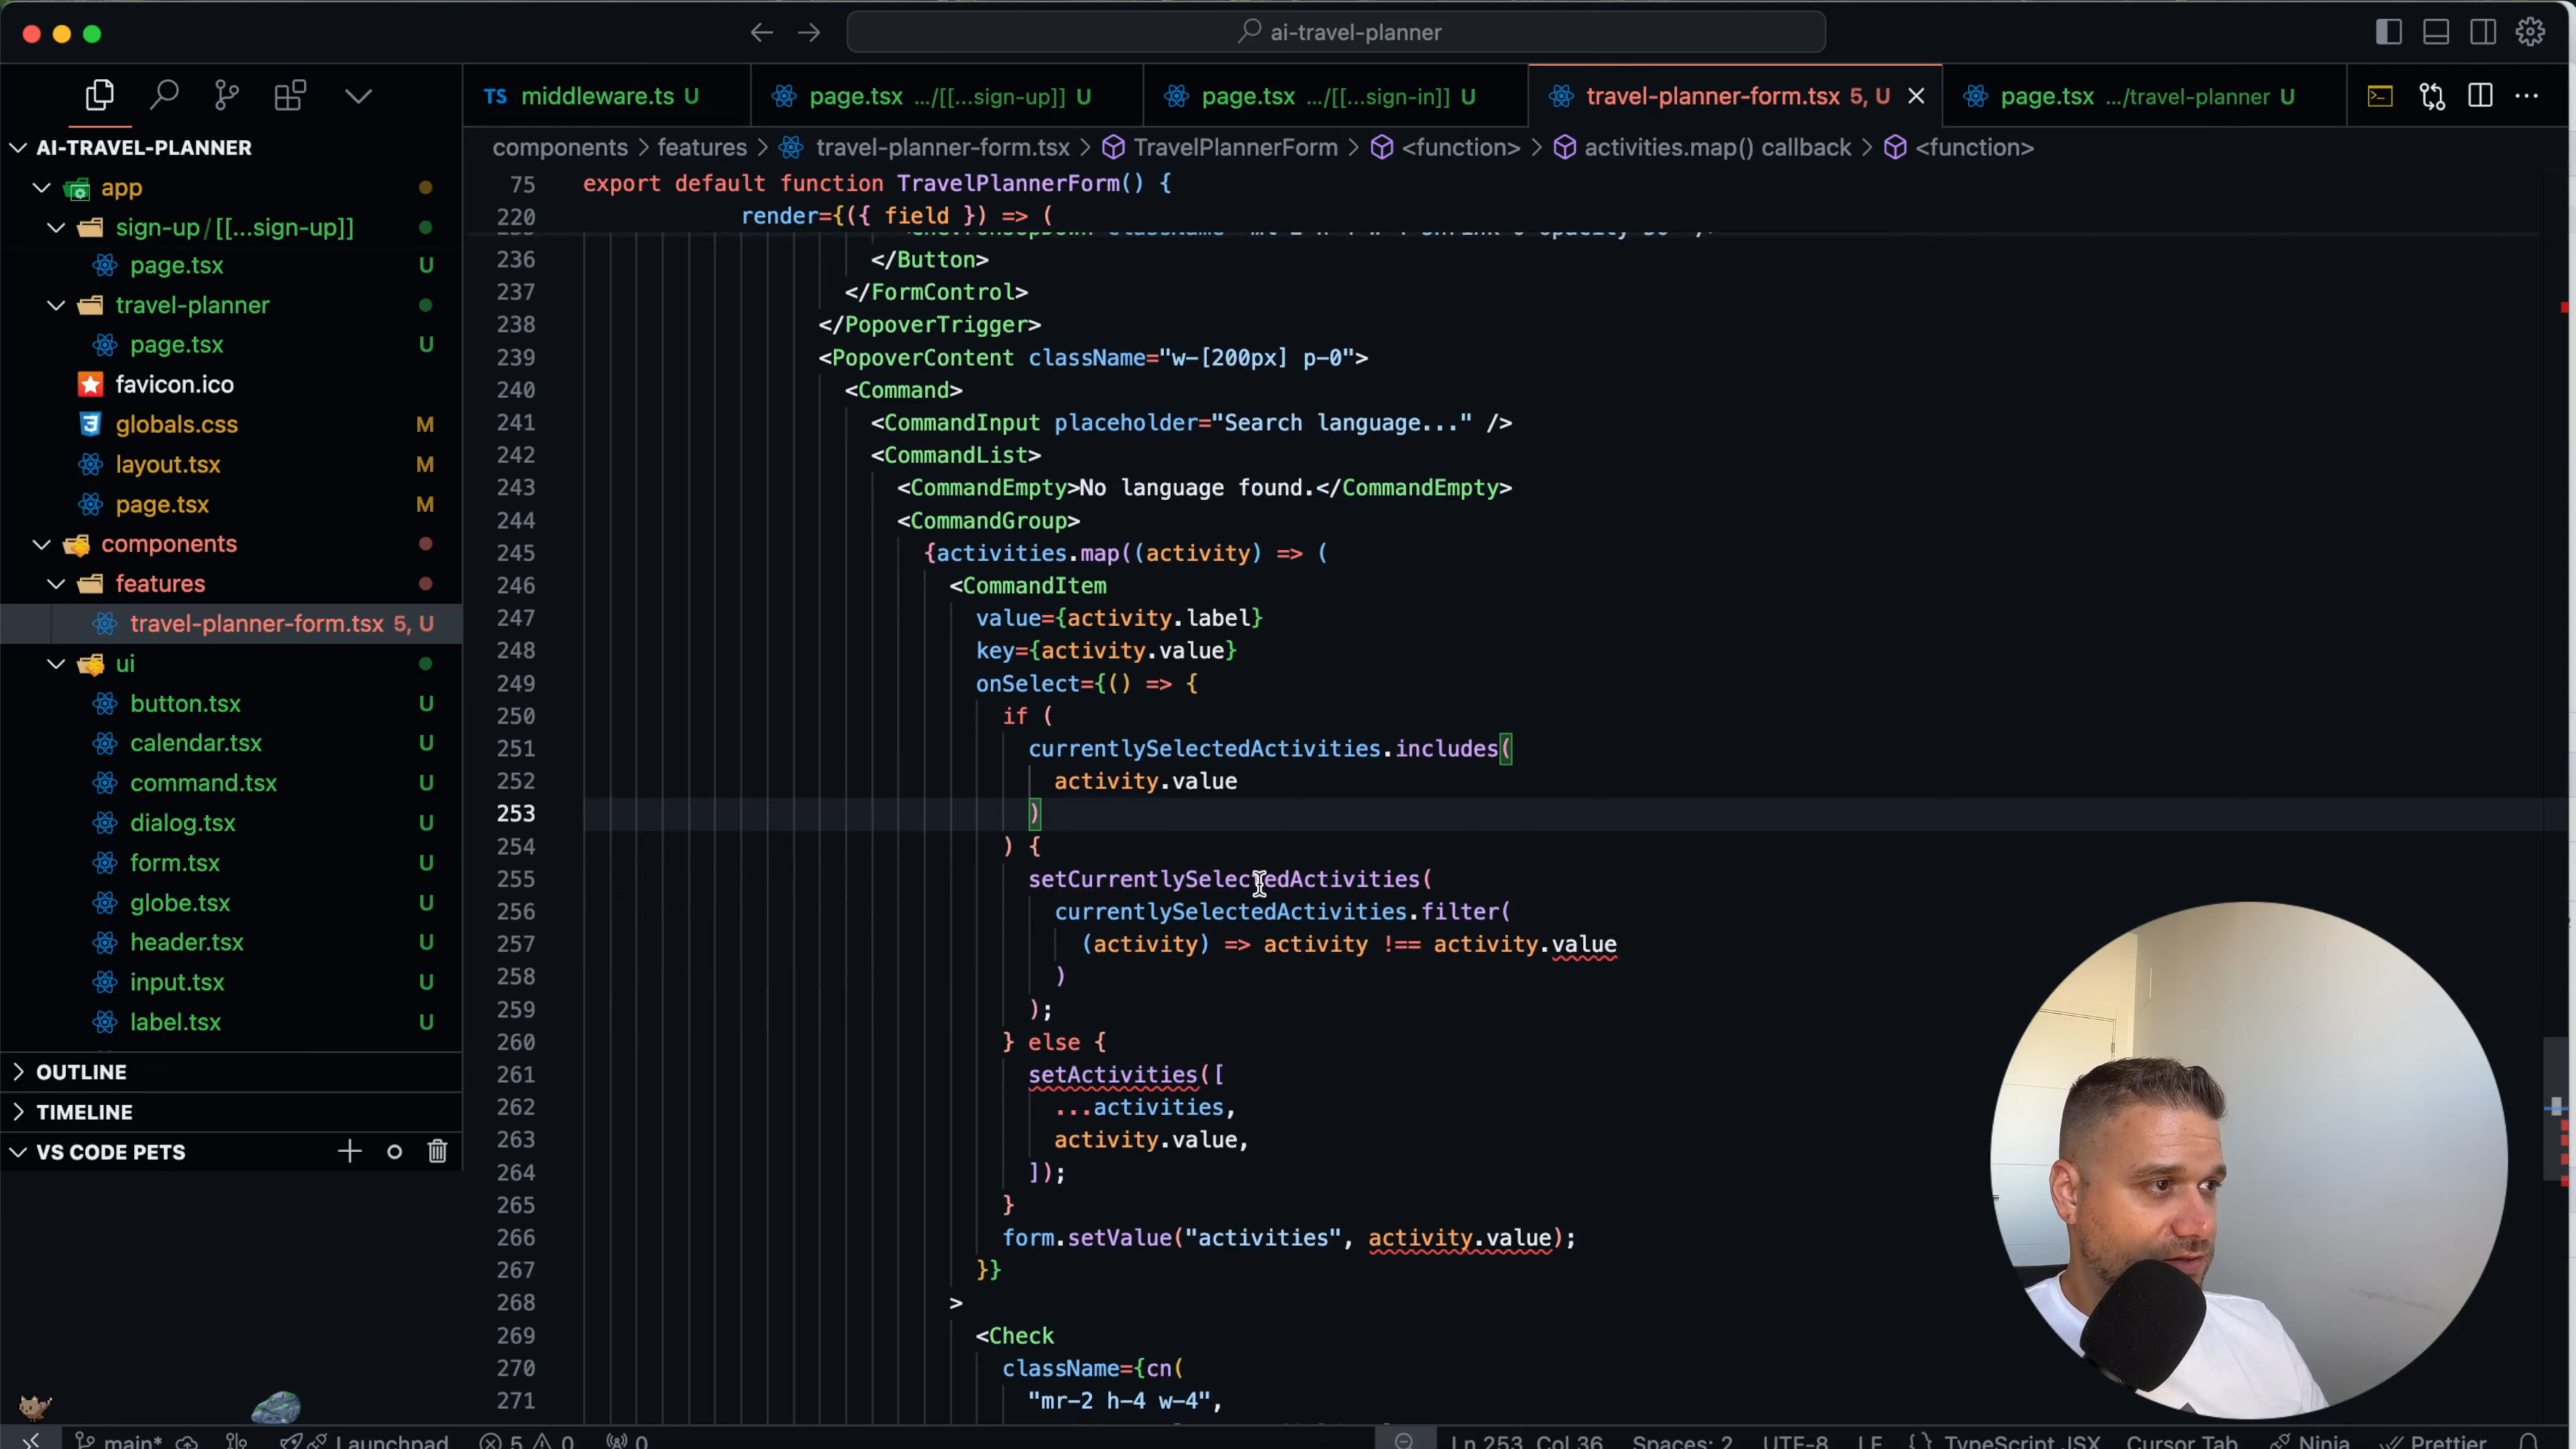 ai-travel-planner
TS middleware.ts U
page.tsx .../[[...sign-up]] U
page.tsx .../[[...sign-in]] U
travel-planner-form.tsx 5, U
page.tsx .../travel-planner U
AI-TRAVEL-PLANNER
app
sign-up/[[...sign-up]]
page.tsx U
travel-planner
page.tsx U
favicon.ico
globals.css M
layout.tsx M
page.tsx M
components
features
travel-planner-form.tsx 5, U
ui
button.tsx U
calendar.tsx U
command.tsx U
dialog.tsx U
form.tsx U
globe.tsx U
header.tsx U
input.tsx U
label.tsx U
OUTLINE
TIMELINE
VS CODE PETS
components > features > travel-planner-form.tsx > TravelPlannerForm > <function> > activities.map() callback > <function>
75 export default function TravelPlannerForm() {
220 render={({ field }) => (
236 </Button>
237 </FormControl>
238 </PopoverTrigger>
239 <PopoverContent className="w-[200px] p-0">
240 <Command>
241 <CommandInput placeholder="Search language..." />
242 <CommandList>
243 <CommandEmpty>No language found.</CommandEmpty>
244 <CommandGroup>
245 {activities.map((activity) => (
246 <CommandItem
247 value={activity.label}
248 key={activity.value}
249 onSelect={() => {
250 if (
251 currentlySelectedActivities.includes(
252 activity.value
253 )
254 ) {
255 setCurrentlySelectedActivities(
256 currentlySelectedActivities.filter(
257 (activity) => activity !== activity.value
258 )
259 );
260 } else {
261 setActivities([
262 ...activities,
263 activity.value,
264 ]);
265 }
266 form.setValue("activities", activity.value);
267 }}
268 >
269 <Check
270 className={cn(
271 "mr-2 h-4 w-4",
main* Launchpad 5 0 0 Ln 253, Col 36 Spaces: 2 UTF-8 LF {} TypeScript JSX Cursor Tab Ninja Prettier